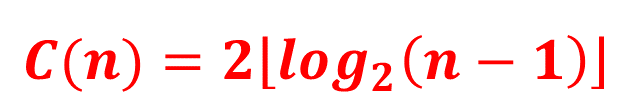 C(n) = 2⌊log₂(n − 1)⌋